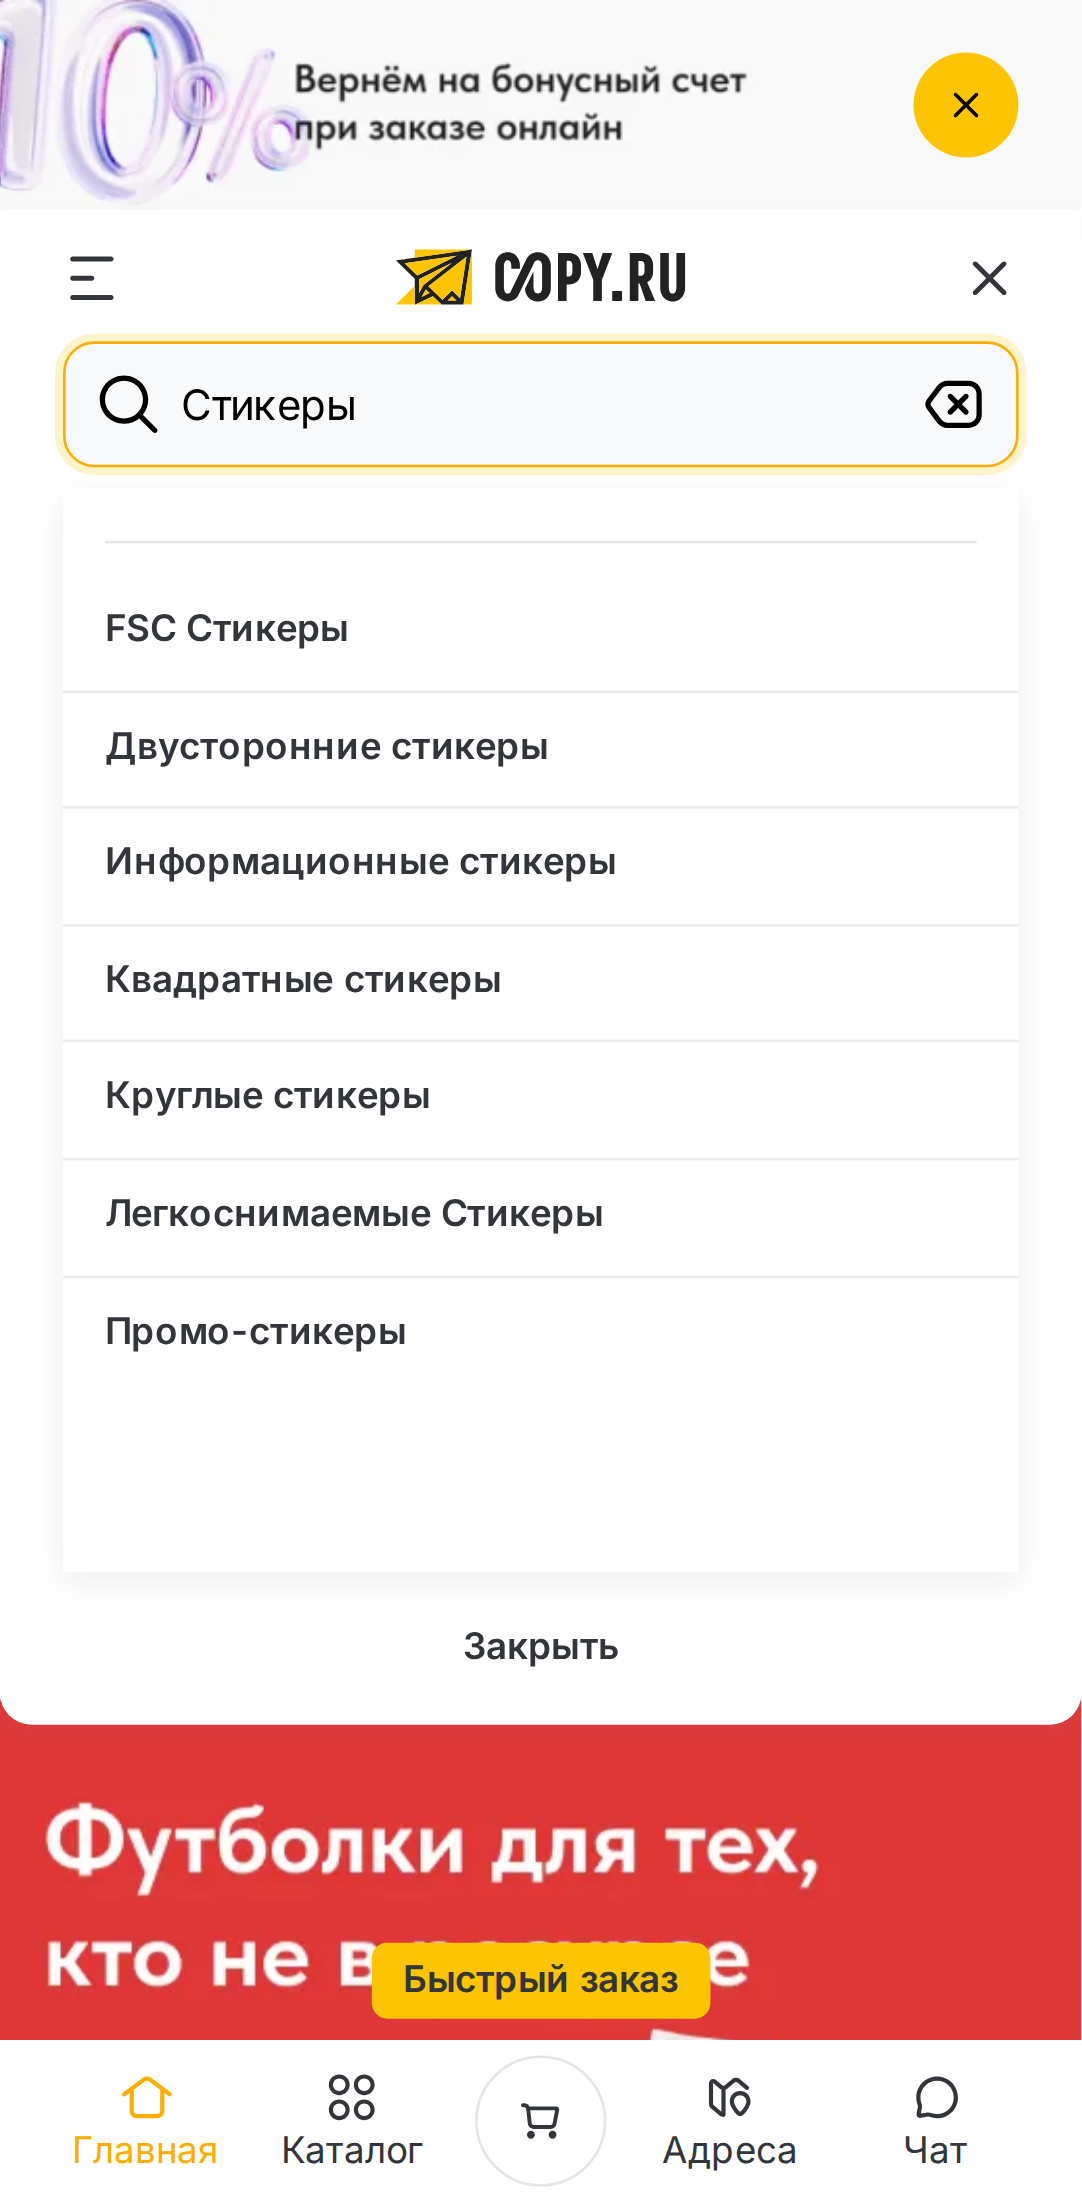 10%
Вернём на бонусный счет
при заказе онлайн
COPY.RU
Стикеры
FSC Стикеры
Двусторонние стикеры
Информационные стикеры
Квадратные стикеры
Круглые стикеры
Легкоснимаемые Стикеры
Промо-стикеры
Закрыть
Футболки для тех,
кто не в
Быстрый заказ
Главная
Каталог
Адреса
Чат